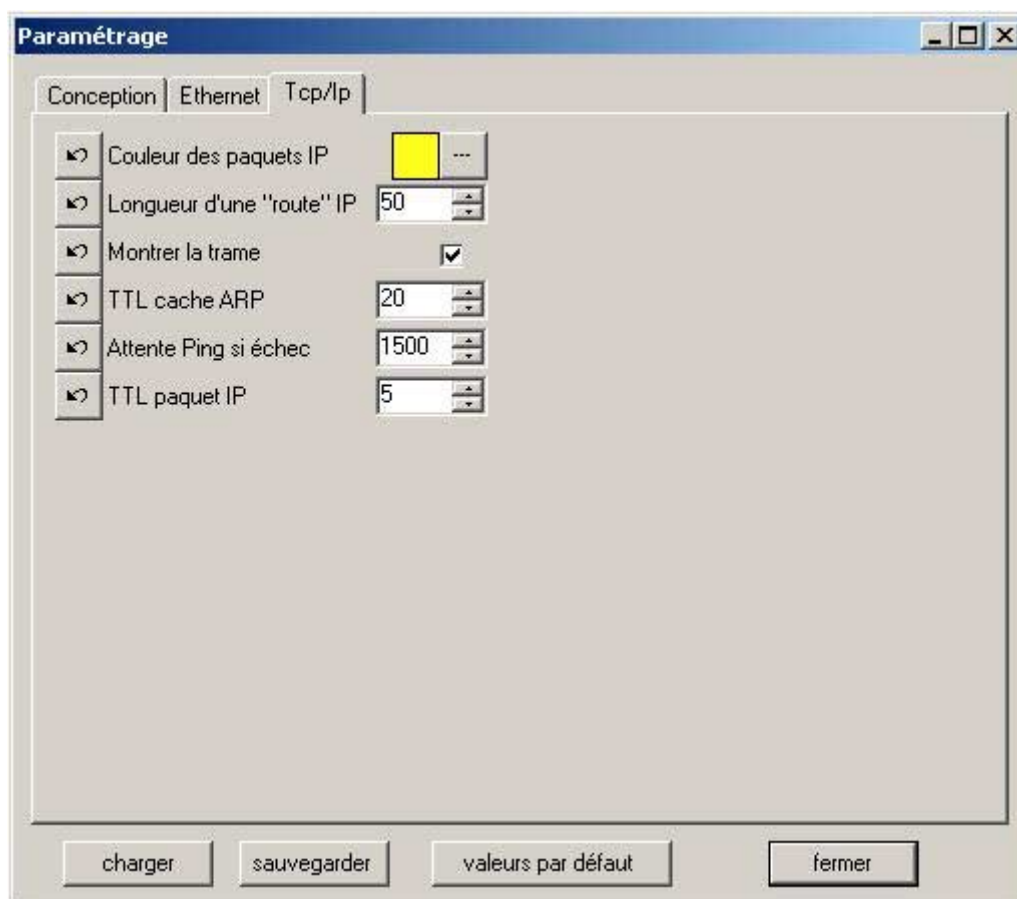 Paramétrage
Conception Ethernet Tcp/Ip
Couleur des paquets IP ---
Longueur d'une "route" IP 50
Montrer la trame
TTL cache ARP 20
Attente Ping si échec 1500
TTL paquet IP 5
charger sauvegarder valeurs par défaut fermer